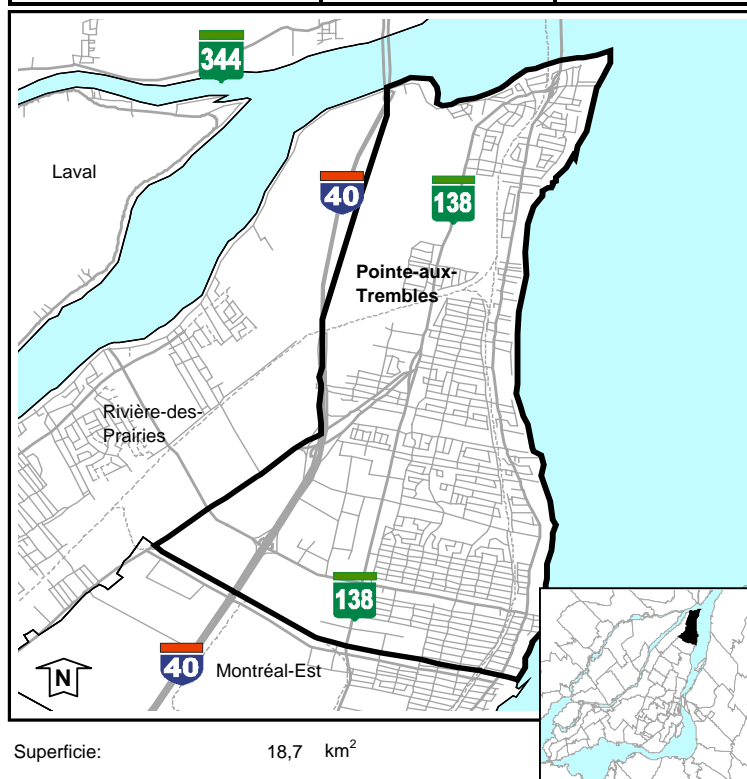 344
Laval
40
138
Pointe-aux-
Trembles
Rivière-des-
Prairies
138
40
Montréal-Est
N
Superficie: 18,7 km²